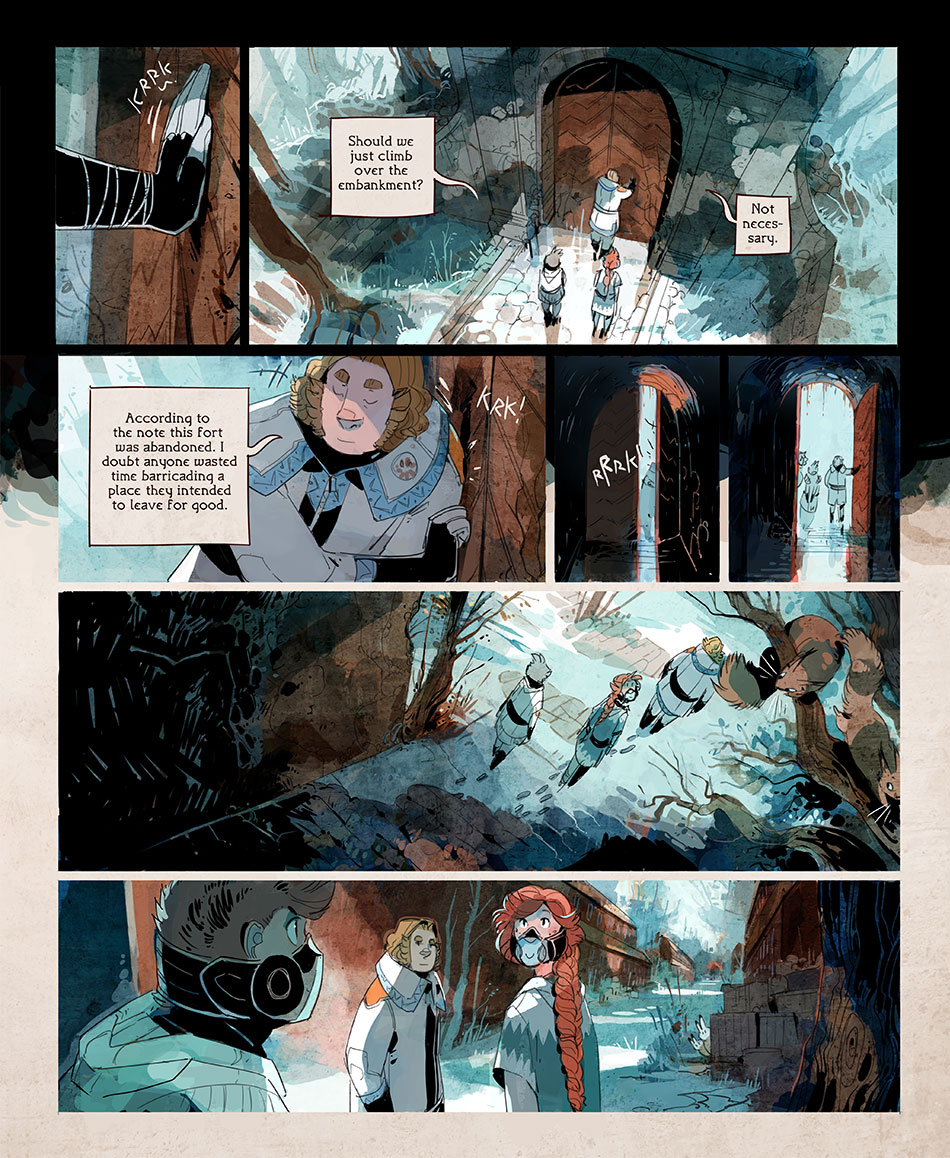 KRRK
Should we
just climb
over the
embankment?
Not
neces-
sary.
According to
the note this fort
was abandoned. I
doubt anyone wasted
time barricading a
place they intended
to leave for good.
KRK!
RRRK!